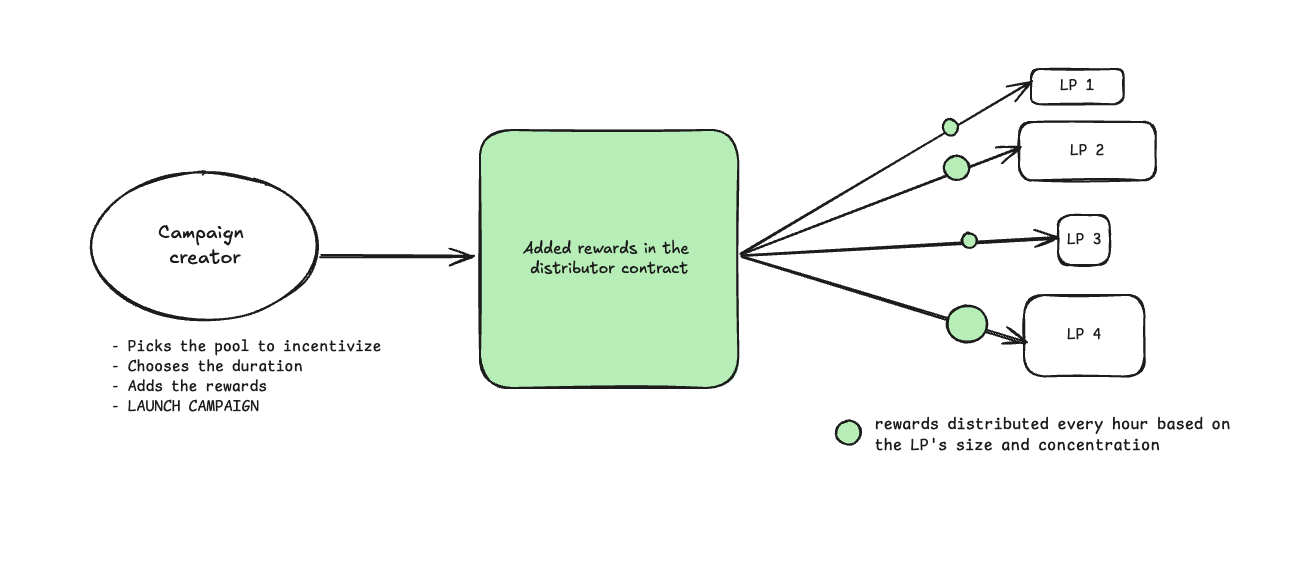 Campaign
creator
- Picks the pool to incentivize
- Chooses the duration
- Adds the rewards
- LAUNCH CAMPAIGN
Added rewards in the
distributor contract
LP 1
LP 2
LP 3
LP 4
rewards distributed every hour based on
the LP's size and concentration